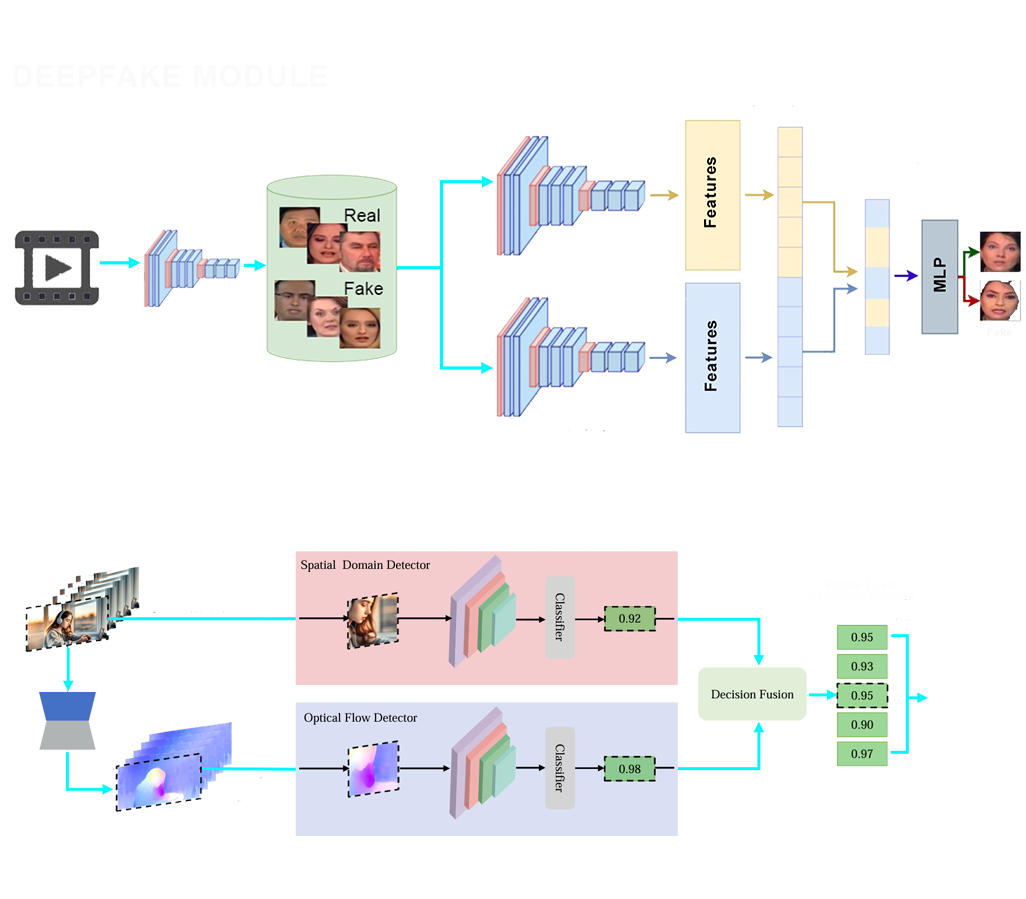 DEEPFAKE MODULE
Real
Fake
Features
Features
MLP
Fake
Spatial Domain Detector
Classifier
0.92
Optical Flow Detector
Classifier
0.98
Decision Fusion
0.95
0.93
0.95
0.90
0.97